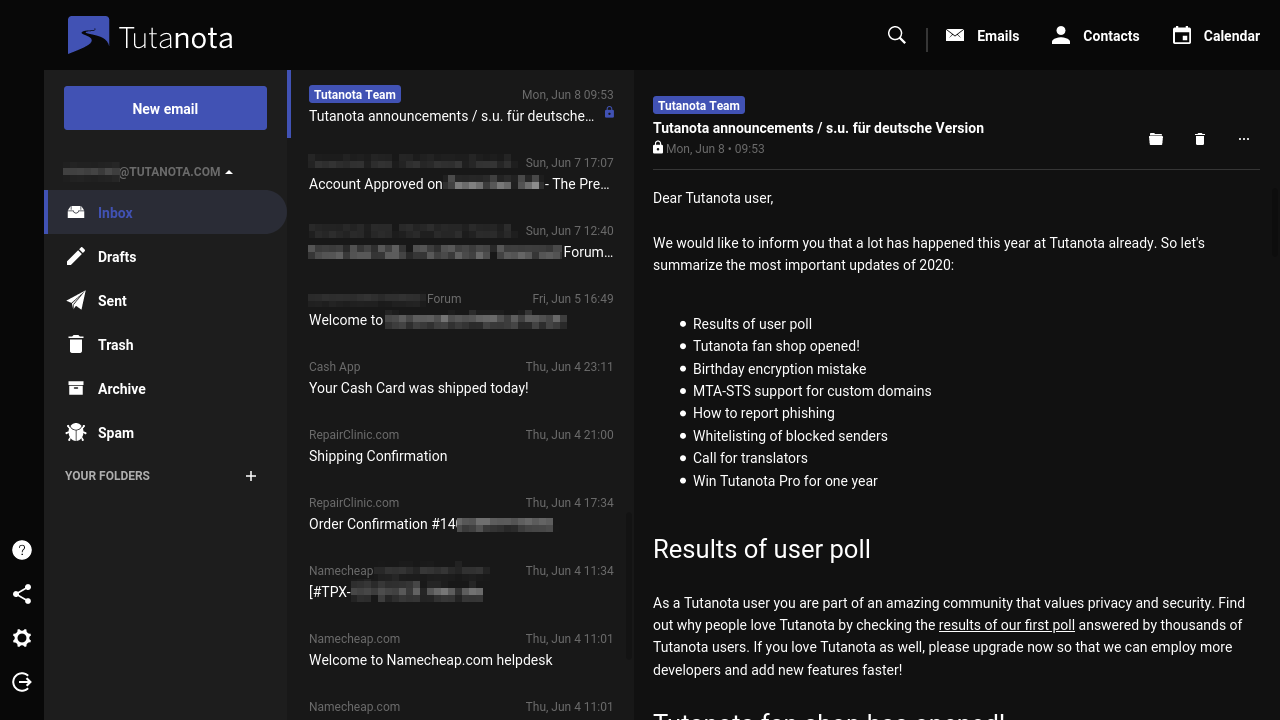 Tutanota
Emails
Contacts
Calendar
New email
@TUTANOTA.COM
Inbox
Drafts
Sent
Trash
Archive
Spam
YOUR FOLDERS
Tutanota Team Mon, Jun 8 09:53
Tutanota announcements / s.u. für deutsche...
Sun, Jun 7 17:07
Account Approved on - The Pre...
Sun, Jun 7 12:40
Forum...
Forum Fri, Jun 5 16:49
Welcome to
Cash App Thu, Jun 4 23:11
Your Cash Card was shipped today!
RepairClinic.com Thu, Jun 4 21:00
Shipping Confirmation
RepairClinic.com Thu, Jun 4 17:34
Order Confirmation #14
Namecheap Thu, Jun 4 11:34
[#TPX-
Namecheap.com Thu, Jun 4 11:01
Welcome to Namecheap.com helpdesk
Namecheap.com Thu, Jun 4 11:01
Tutanota Team
Tutanota announcements / s.u. für deutsche Version
Mon, Jun 8 • 09:53
Dear Tutanota user,
We would like to inform you that a lot has happened this year at Tutanota already. So let's
summarize the most important updates of 2020:
• Results of user poll
• Tutanota fan shop opened!
• Birthday encryption mistake
• MTA-STS support for custom domains
• How to report phishing
• Whitelisting of blocked senders
• Call for translators
• Win Tutanota Pro for one year
Results of user poll
As a Tutanota user you are part of an amazing community that values privacy and security. Find
out why people love Tutanota by checking the results of our first poll answered by thousands of
Tutanota users. If you love Tutanota as well, please upgrade now so that we can employ more
developers and add new features faster!
Tutanota fan shop has opened!